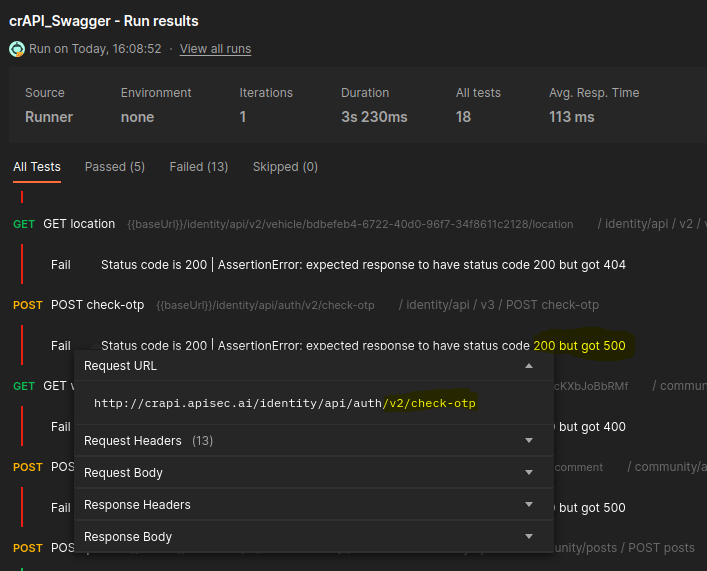 crAPI_Swagger - Run results
Run on Today, 16:08:52 · View all runs
Source Environment Iterations Duration All tests Avg. Resp. Time
Runner none 1 3s 230ms 18 113 ms
All Tests Passed (5) Failed (13) Skipped (0)
GET GET location {{baseUrl}}/identity/api/v2/vehicle/bdbefeb4-6722-40d0-96f7-34f8611c2128/location / identity/api / v2 /
Fail Status code is 200 | AssertionError: expected response to have status code 200 but got 404
POST POST check-otp {{baseUrl}}/identity/api/auth/v2/check-otp / identity/api / v3 / POST check-otp
Fail Status code is 200 | AssertionError: expected response to have status code 200 but got 500
Request URL
GET GET cKXbJoBbRMf / commun
http://crapi.apisec.ai/identity/api/auth/v2/check-otp
Fail but got 400
Request Headers (13)
POST POS comment / community/a
Request Body
Fail but got 500
Response Headers
Response Body
POST POS unity/posts / POST posts